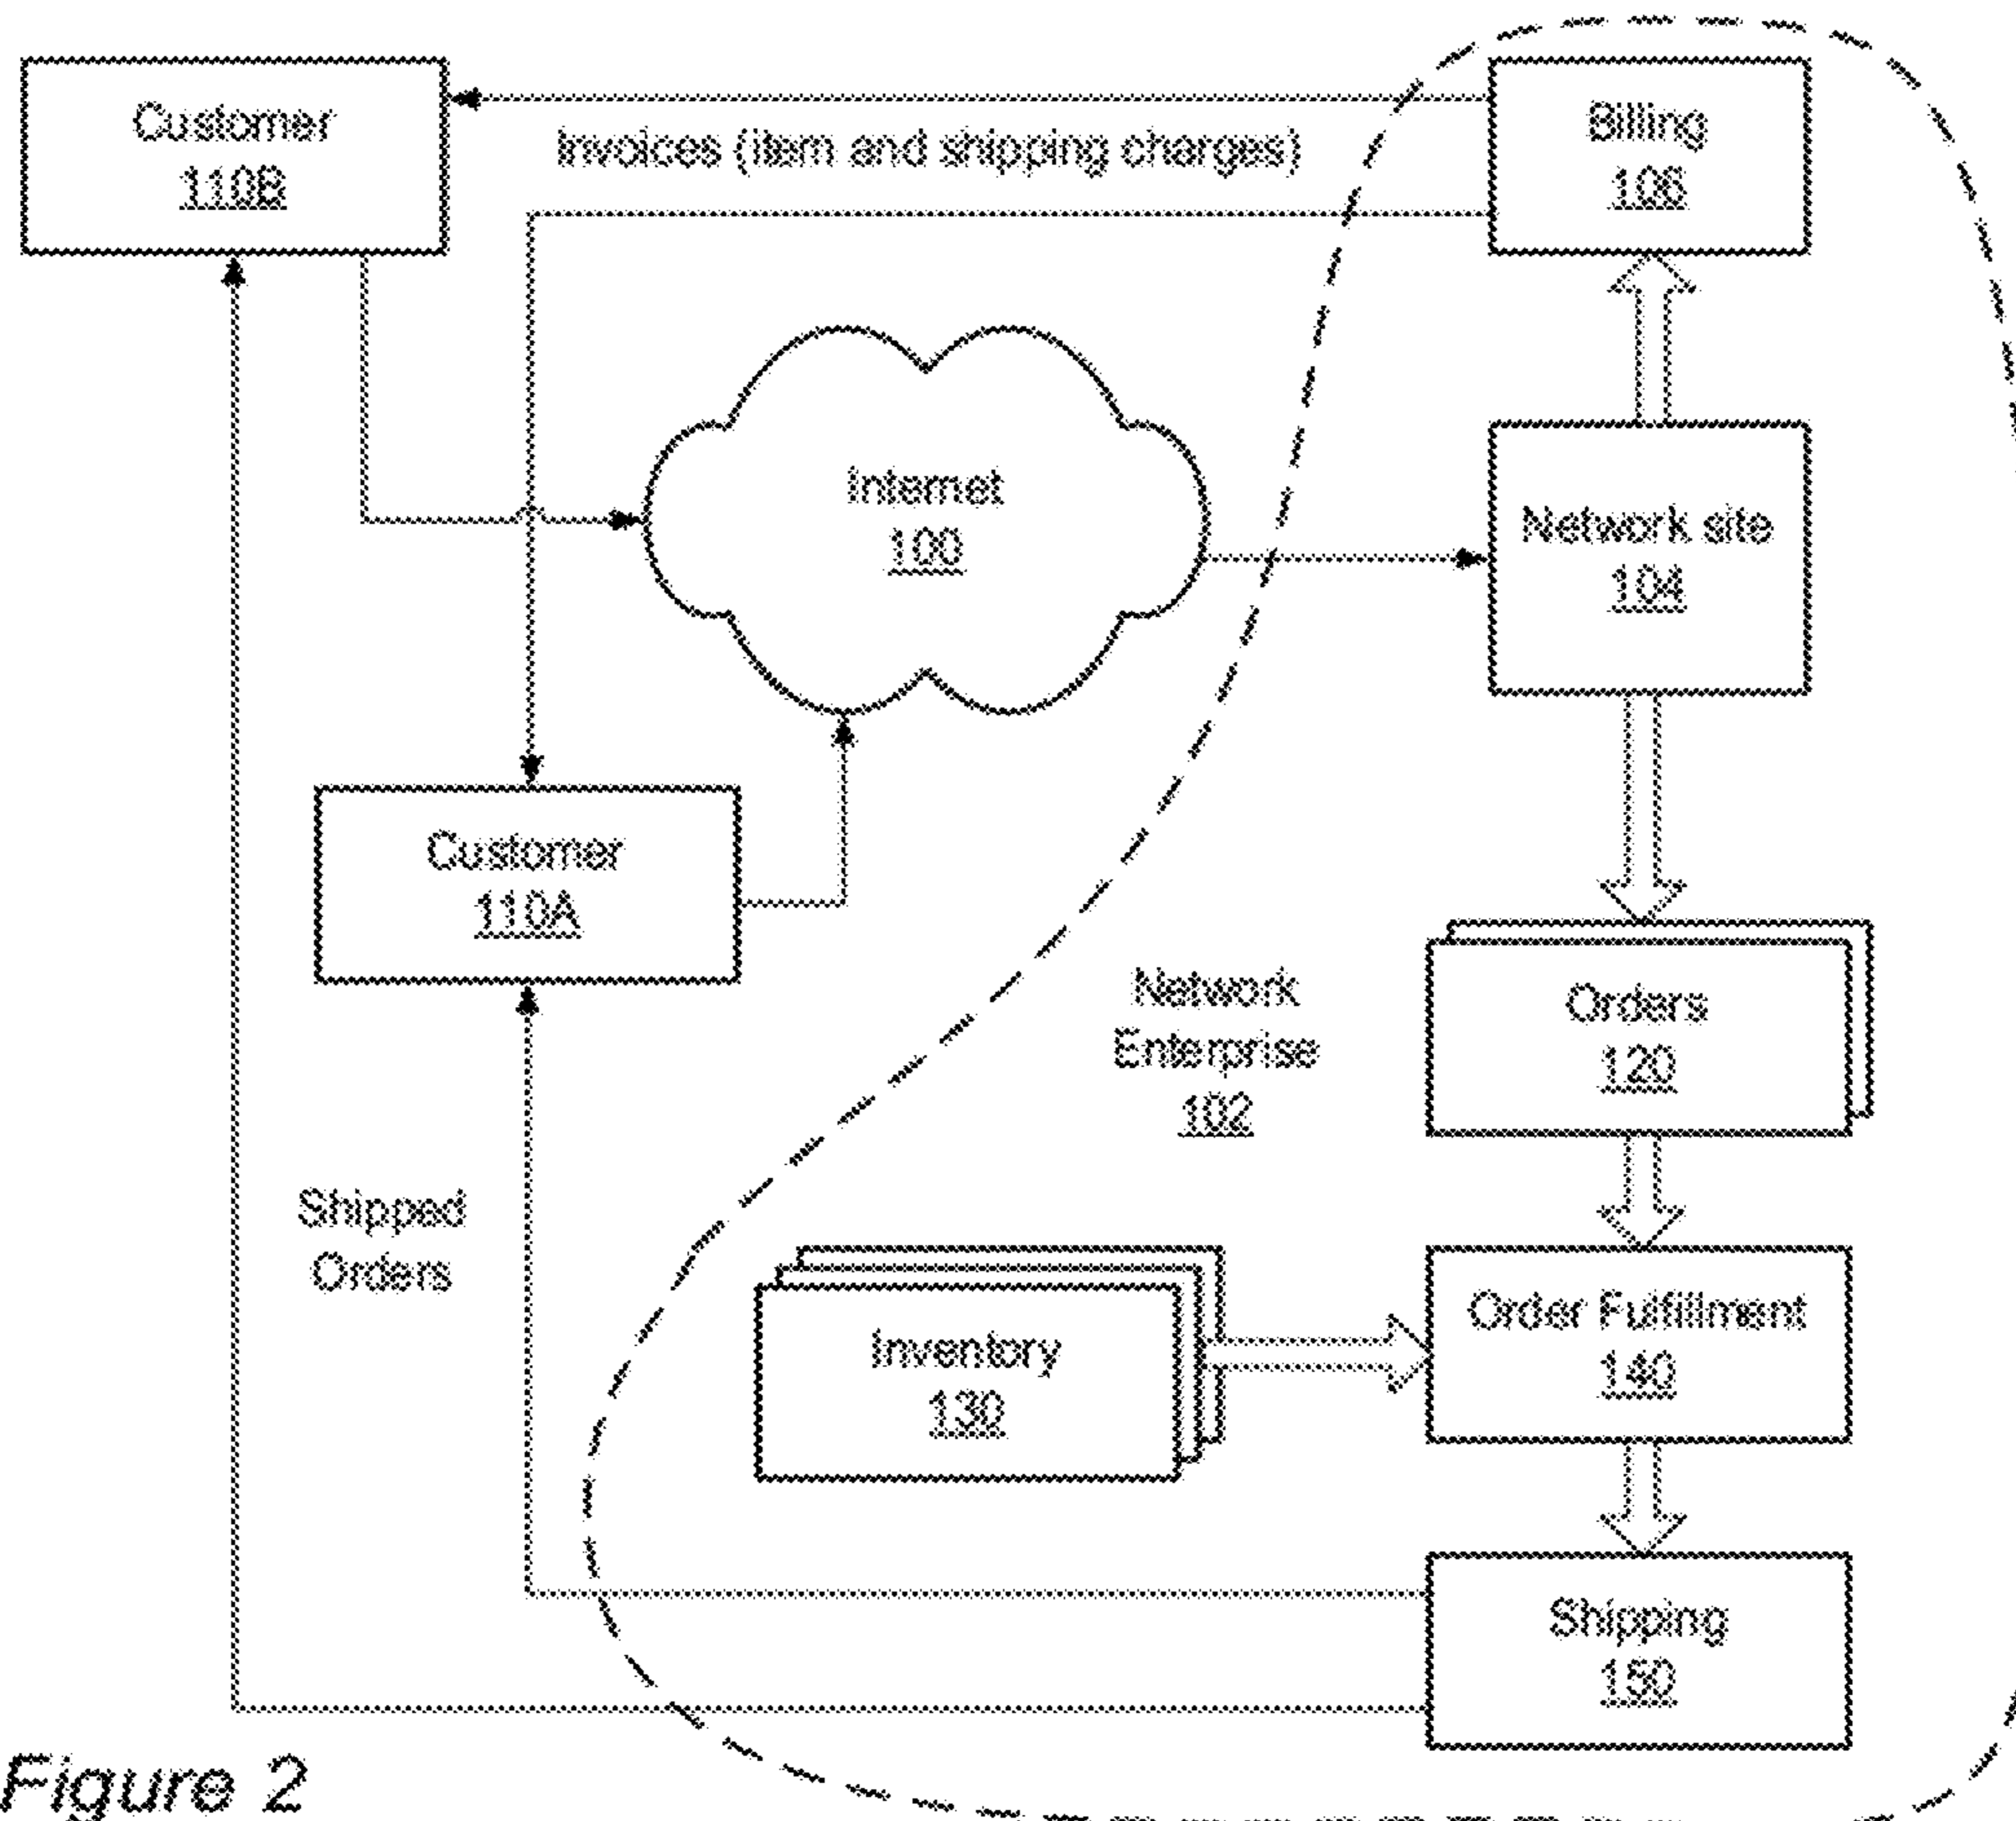 Customer
110B
Invoices (item and shipping charges)
Billing
106
Internet
100
Network site
104
Customer
110A
Network
Enterprise
102
Orders
120
Shipped
Orders
Inventory
130
Order Fulfillment
140
Shipping
150
Figure 2